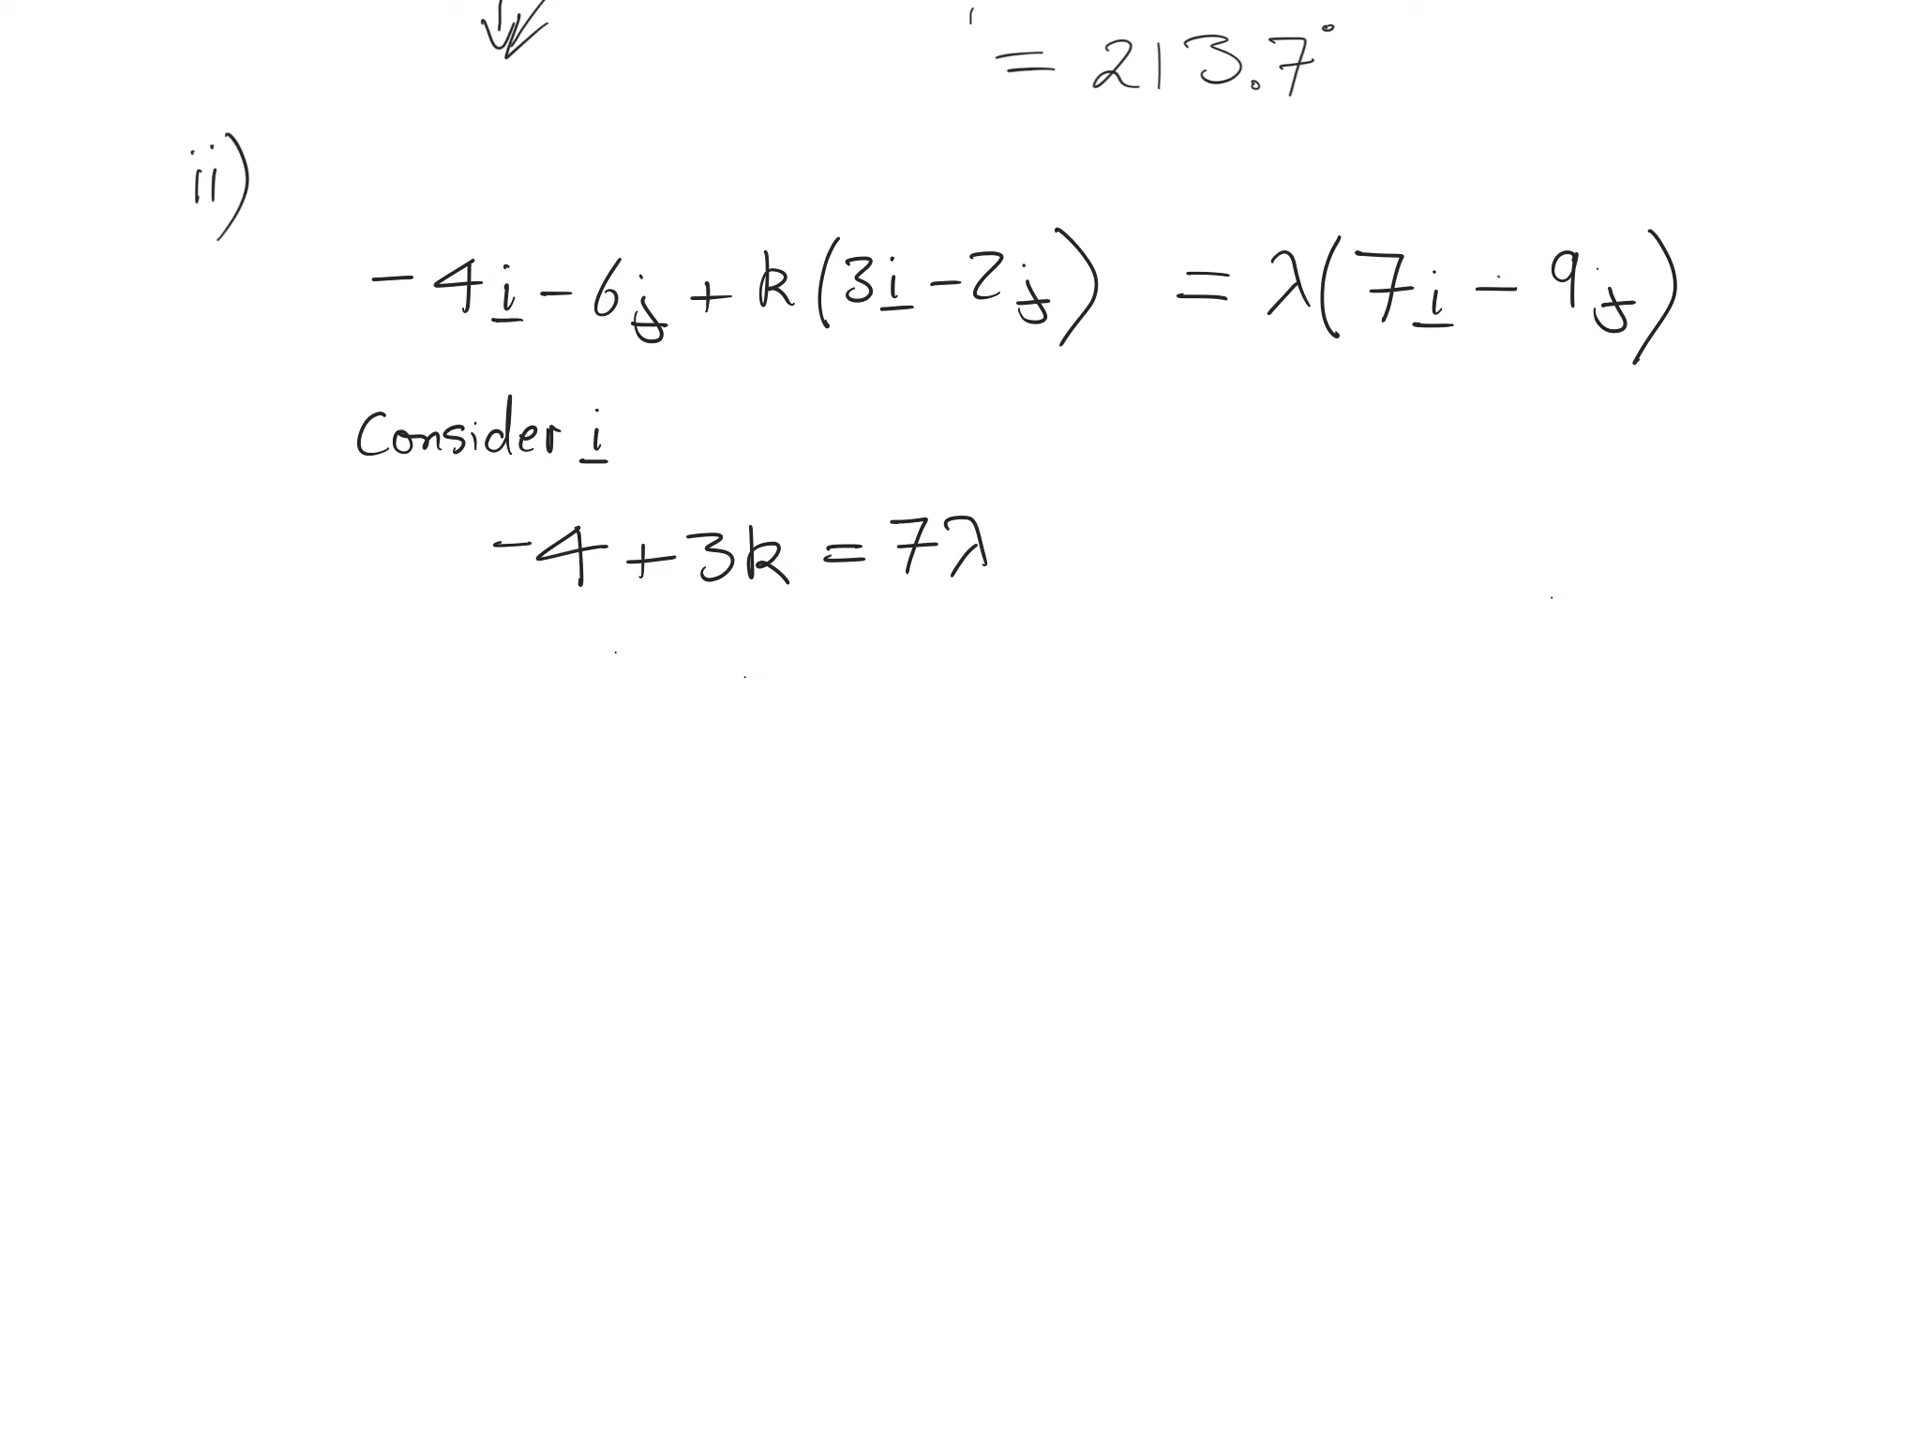 = 213.7°
ii)
-4i - 6j + k(3i - 2j) = λ(7i - 9j)
Consider i
-4 + 3k = 7λ